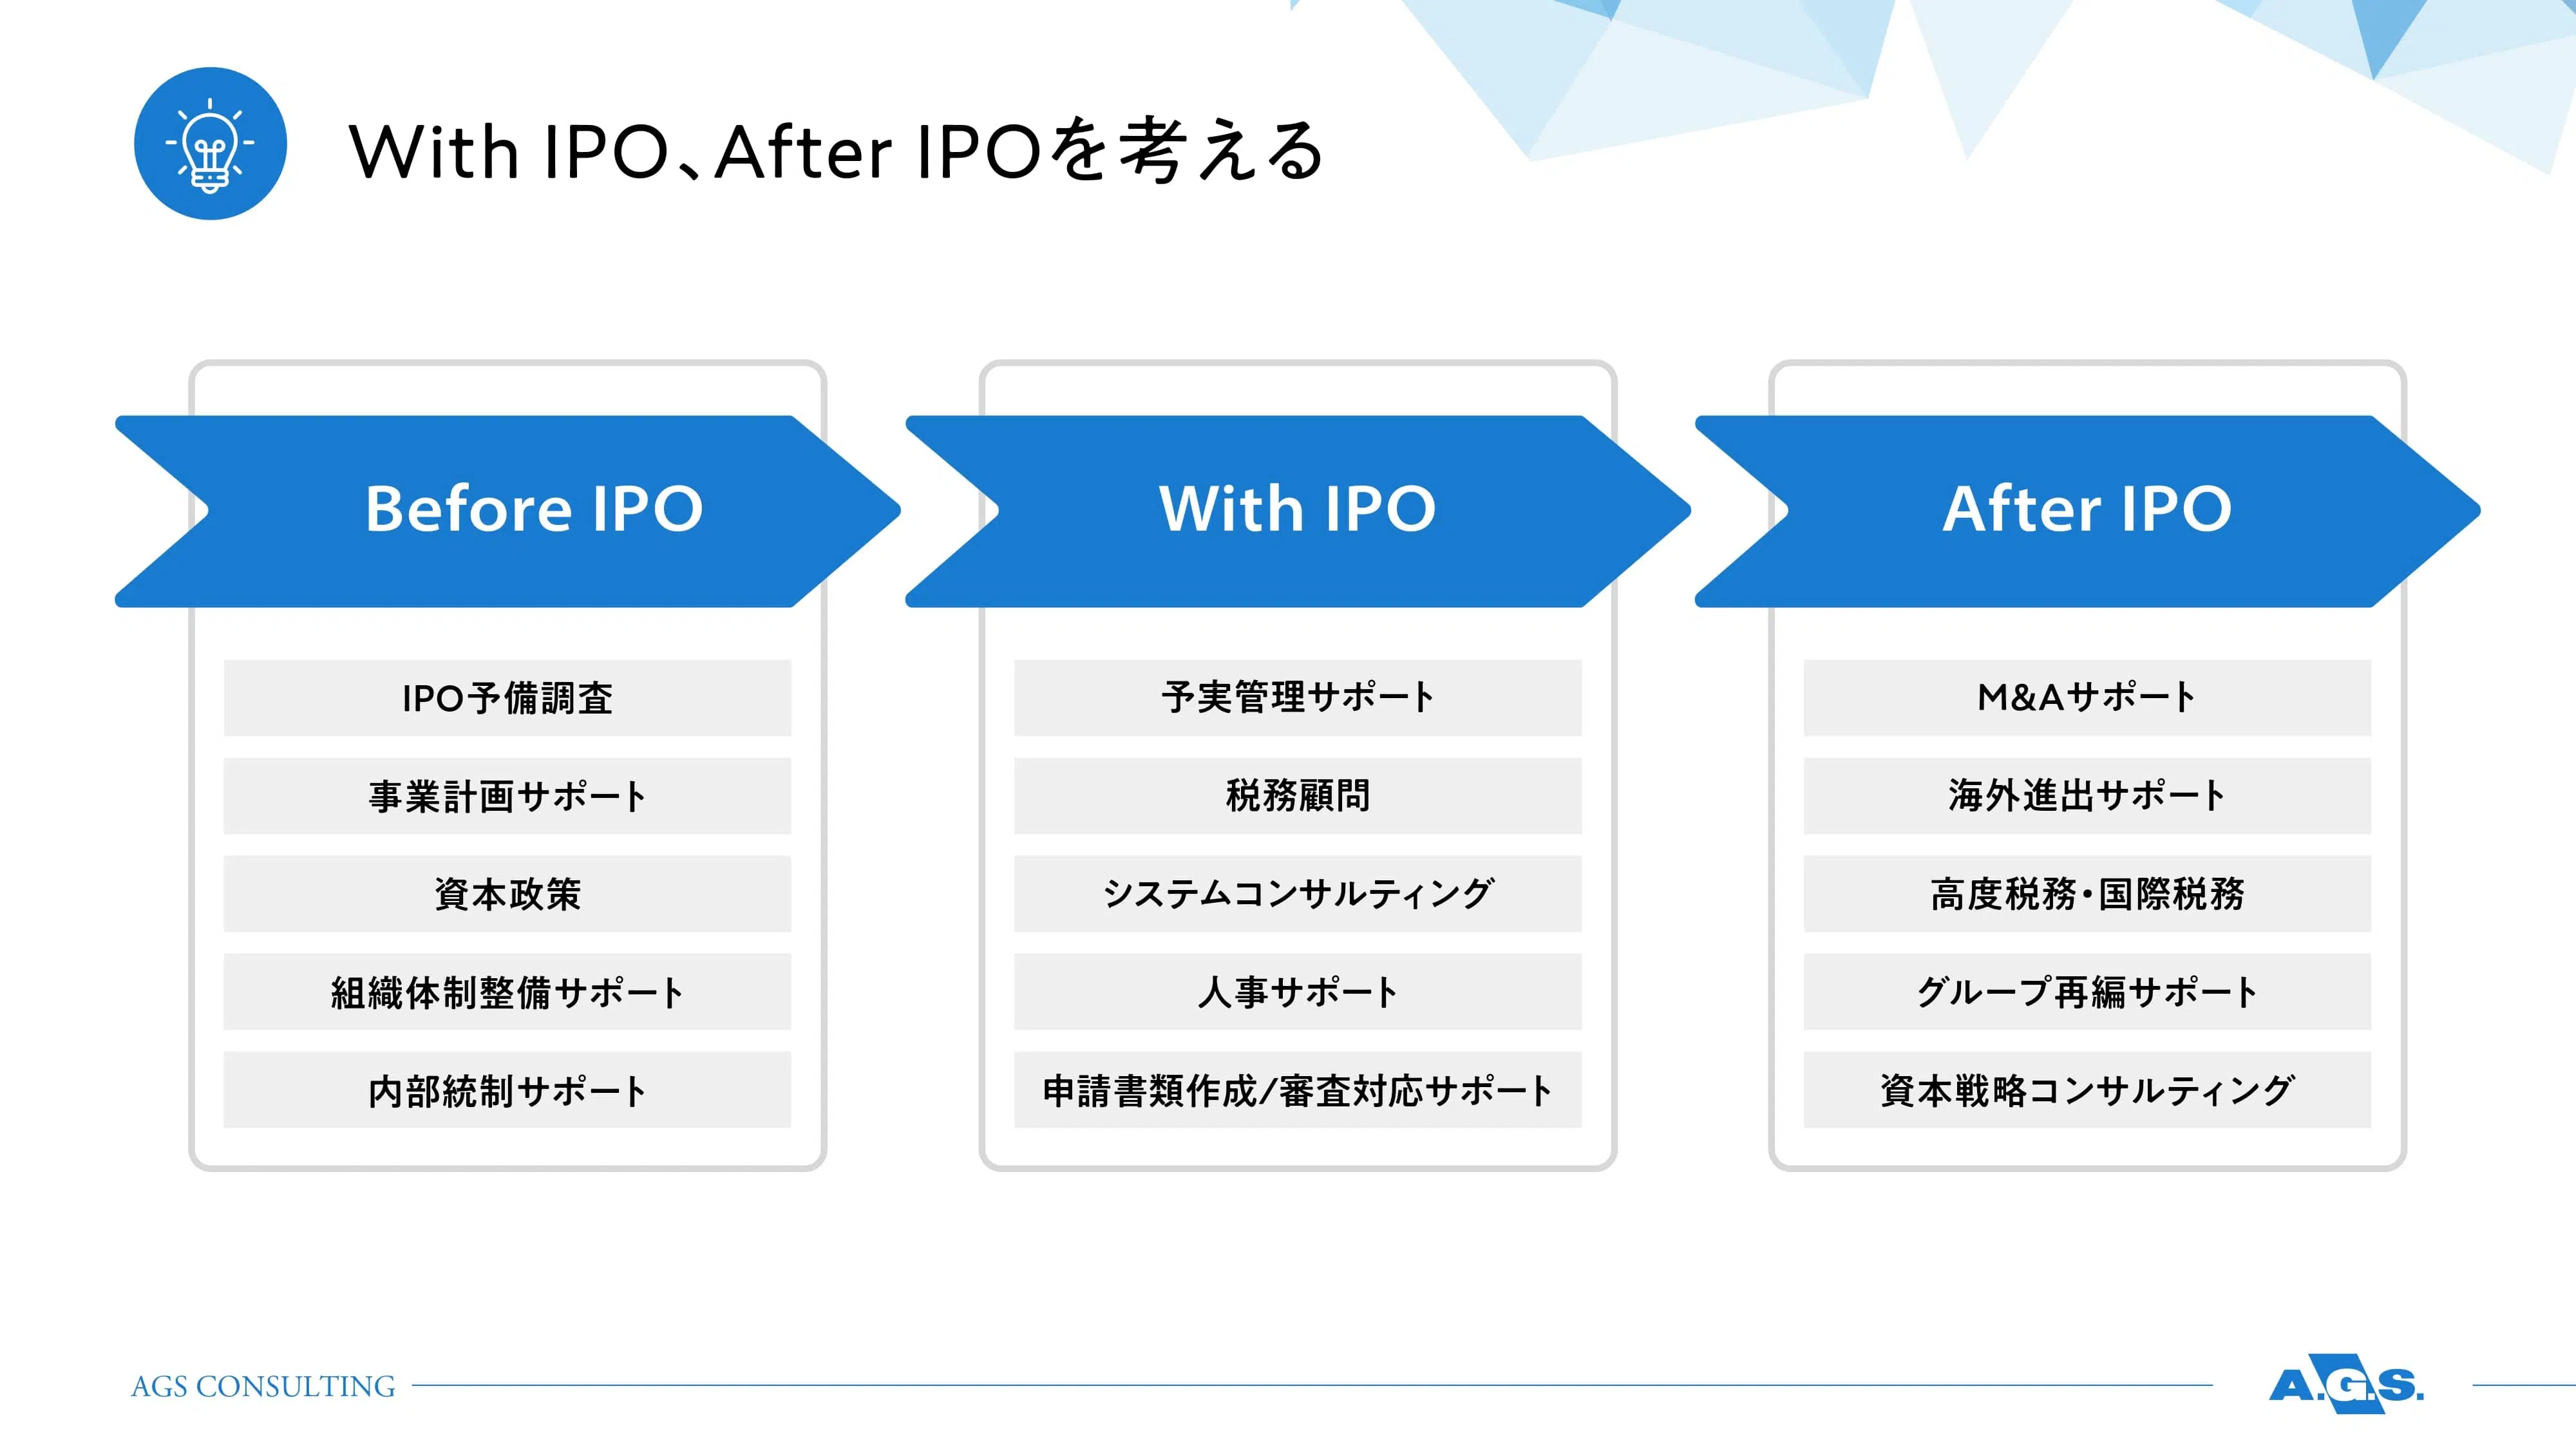 With IPO、After IPOを考える
Before IPO
IPO予備調査
事業計画サポート
資本政策
組織体制整備サポート
内部統制サポート
With IPO
予実管理サポート
税務顧問
システムコンサルティング
人事サポート
申請書類作成/審査対応サポート
After IPO
M&Aサポート
海外進出サポート
高度税務・国際税務
グループ再編サポート
資本戦略コンサルティング
AGS CONSULTING
A.G.S.